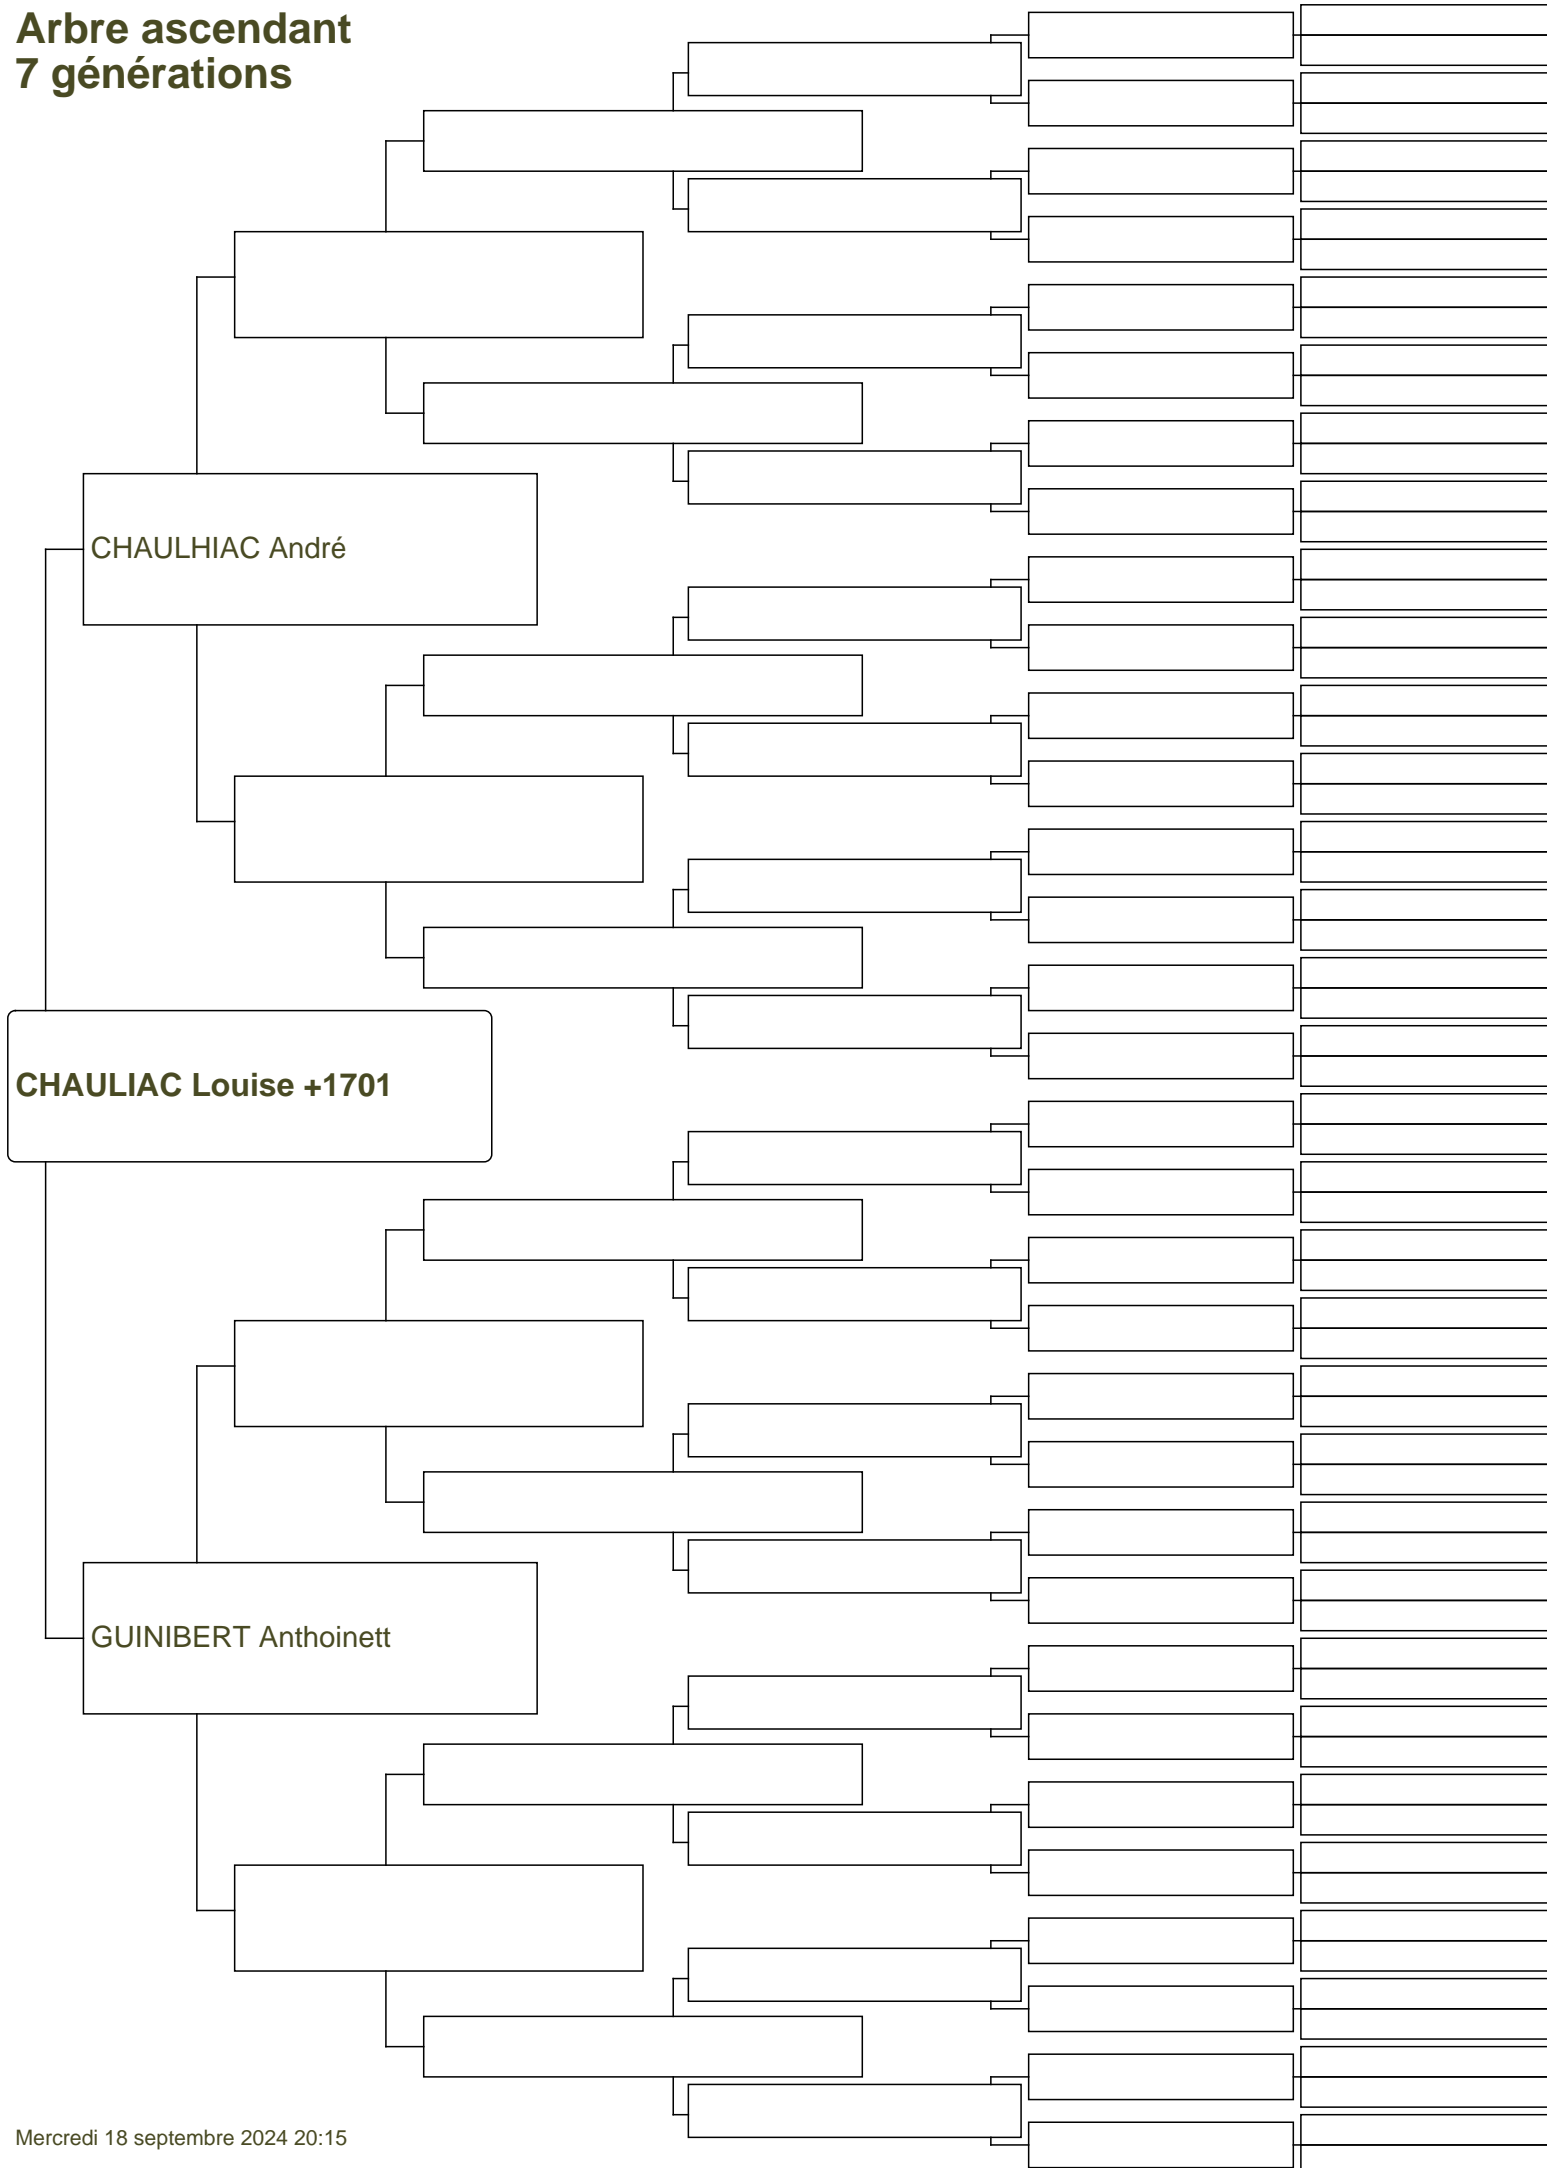 Arbre ascendant
7 générations
CHAULHIAC André
CHAULIAC Louise +1701
GUINIBERT Anthoinett
Mercredi 18 septembre 2024 20:15